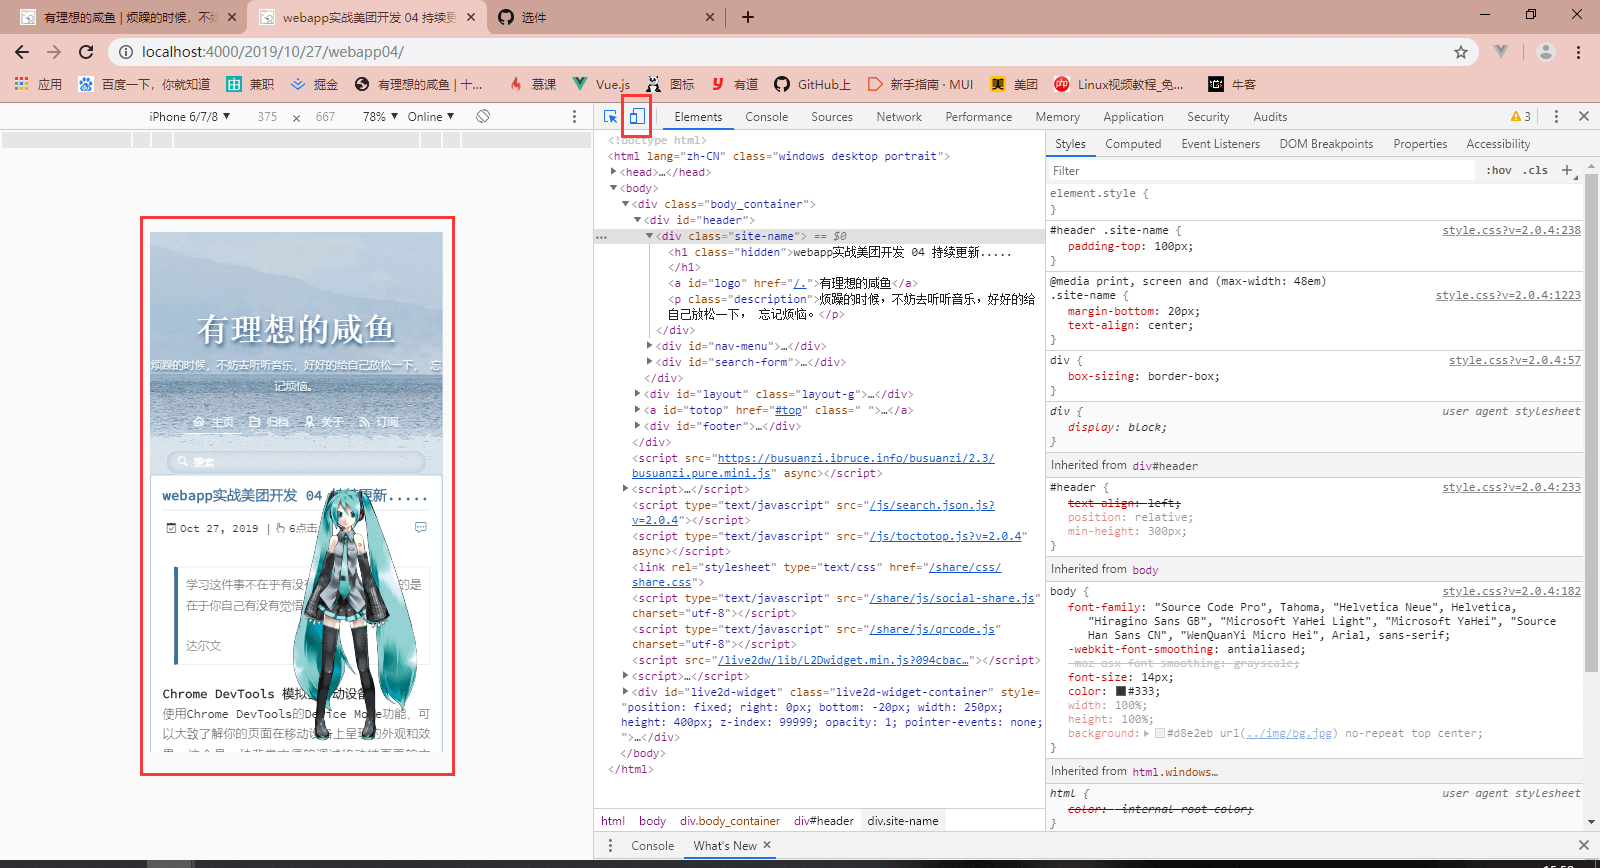 有理想的咸鱼 | 烦躁的时候，不妨
webapp实战美团开发 04 持续更
选件
localhost:4000/2019/10/27/webapp04/
应用 百度一下，你就知道 兼职 掘金 有理想的咸鱼 | 十... 慕课 Vue.js 图标 有道 GitHub上 新手指南 · MUI 美团 Linux视频教程_免... 牛客
iPhone 6/7/8 ▼ 375 × 667 78% ▼ Online ▼
有理想的咸鱼
烦躁的时候，不妨去听听音乐，好好的给自己放松一下， 忘
记烦恼。
主页 归档 关于 订阅
搜索
webapp实战美团开发 04 持续更新.....
Oct 27, 2019 | 6点击
学习这件事不在于有没有
的是
在于你自己有没有觉悟
达尔文
Chrome DevTools 模拟移动设备
使用Chrome DevTools的Device Mode功能，可
以大致了解你的页面在移动设备上呈现的外观和效
Elements Console Sources Network Performance Memory Application Security Audits 3
<!doctype html>
<html lang="zh-CN" class="windows desktop portrait">
<head>…</head>
<body>
<div class="body_container">
<div id="header">
<div class="site-name"> == $0
<h1 class="hidden">webapp实战美团开发 04 持续更新.....
</h1>
<a id="logo" href="/.">有理想的咸鱼</a>
<p class="description">烦躁的时候，不妨去听听音乐，好好的给
自己放松一下， 忘记烦恼。</p>
</div>
<div id="nav-menu">…</div>
<div id="search-form">…</div>
</div>
<div id="layout" class="layout-g">…</div>
<a id="totop" href="#top" class=" ">…</a>
<div id="footer">…</div>
</div>
<script src="https://busuanzi.ibruce.info/busuanzi/2.3/
busuanzi.pure.mini.js" async></script>
<script>…</script>
<script type="text/javascript" src="/js/search.json.js?
v=2.0.4"></script>
<script type="text/javascript" src="/js/toctotop.js?v=2.0.4"
async></script>
<link rel="stylesheet" type="text/css" href="/share/css/
share.css">
<script type="text/javascript" src="/share/js/social-share.js"
charset="utf-8"></script>
<script type="text/javascript" src="/share/js/qrcode.js"
charset="utf-8"></script>
<script src="/live2dw/lib/L2Dwidget.min.js?094cbac…"></script>
<script>…</script>
<div id="live2d-widget" class="live2d-widget-container" style=
"position: fixed; right: 0px; bottom: -20px; width: 250px;
height: 400px; z-index: 99999; opacity: 1; pointer-events: none;
">…</div>
</body>
</html>
html body div.body_container div#header div.site-name
Styles Computed Event Listeners DOM Breakpoints Properties Accessibility
Filter :hov .cls +
element.style {
}
#header .site-name { style.css?v=2.0.4:238
padding-top: 100px;
}
@media print, screen and (max-width: 48em)
.site-name { style.css?v=2.0.4:1223
margin-bottom: 20px;
text-align: center;
}
div { style.css?v=2.0.4:57
box-sizing: border-box;
}
div { user agent stylesheet
display: block;
}
Inherited from div#header
#header { style.css?v=2.0.4:233
text-align: left;
position: relative;
min-height: 300px;
}
Inherited from body
body { style.css?v=2.0.4:182
font-family: "Source Code Pro", Tahoma, "Helvetica Neue", Helvetica,
"Hiragino Sans GB", "Microsoft YaHei Light", "Microsoft YaHei", "Source
Han Sans CN", "WenQuanYi Micro Hei", Arial, sans-serif;
-webkit-font-smoothing: antialiased;
-moz-osx-font-smoothing: grayscale;
font-size: 14px;
color: #333;
width: 100%;
height: 100%;
background: #d8e2eb url(../img/bg.jpg) no-repeat top center;
}
Inherited from html.windows…
html { user agent stylesheet
color: -internal-root-color;
}
Console What's New